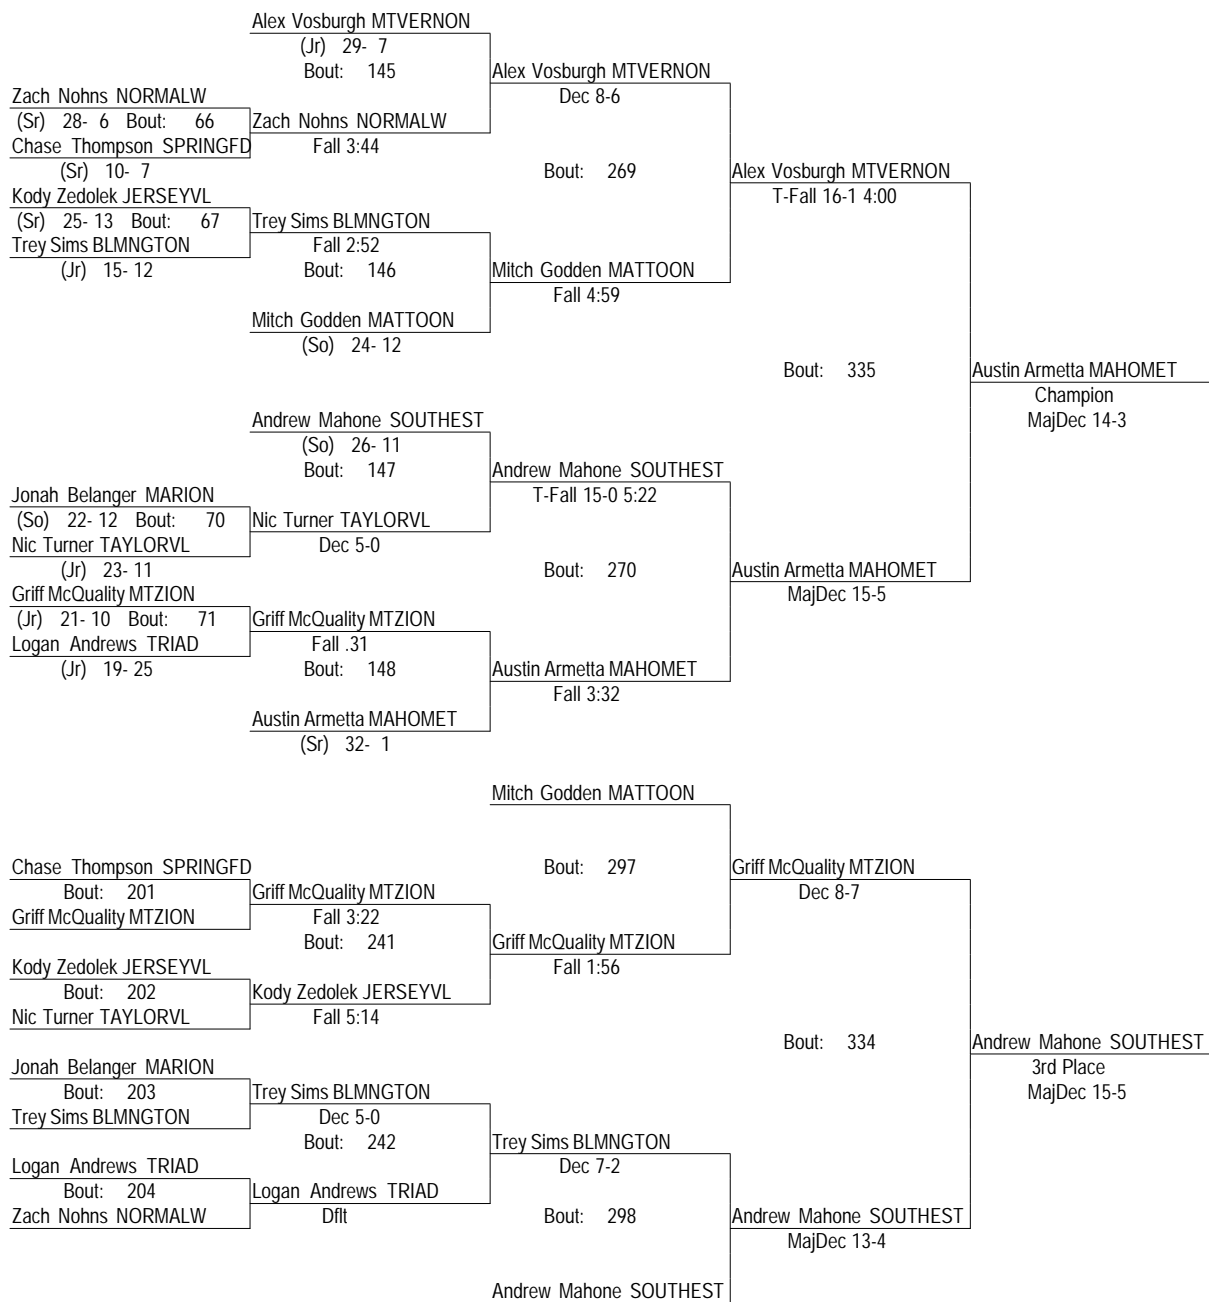 Alex Vosburgh MTVERNON
(Jr) 29- 7
Bout: 145
Alex Vosburgh MTVERNON
Zach Nohns NORMALW
Dec 8-6
(Sr) 28- 6 Bout: 66
Zach Nohns NORMALW
Chase Thompson SPRINGFD
Fall 3:44
(Sr) 10- 7
Bout: 269
Alex Vosburgh MTVERNON
Kody Zedolek JERSEYVL
T-Fall 16-1 4:00
(Sr) 25- 13 Bout: 67
Trey Sims BLMNGTON
Trey Sims BLMNGTON
Fall 2:52
(Jr) 15- 12
Bout: 146
Mitch Godden MATTOON
Fall 4:59
Mitch Godden MATTOON
(So) 24- 12
Bout: 335
Austin Armetta MAHOMET
Champion
MajDec 14-3
Andrew Mahone SOUTHEST
(So) 26- 11
Bout: 147
Andrew Mahone SOUTHEST
Jonah Belanger MARION
T-Fall 15-0 5:22
(So) 22- 12 Bout: 70
Nic Turner TAYLORVL
Nic Turner TAYLORVL
Dec 5-0
(Jr) 23- 11
Bout: 270
Austin Armetta MAHOMET
Griff McQuality MTZION
MajDec 15-5
(Jr) 21- 10 Bout: 71
Griff McQuality MTZION
Logan Andrews TRIAD
Fall .31
(Jr) 19- 25
Bout: 148
Austin Armetta MAHOMET
Fall 3:32
Austin Armetta MAHOMET
(Sr) 32- 1
Mitch Godden MATTOON
Chase Thompson SPRINGFD
Bout: 297
Griff McQuality MTZION
Bout: 201
Griff McQuality MTZION
Dec 8-7
Griff McQuality MTZION
Fall 3:22
Bout: 241
Griff McQuality MTZION
Kody Zedolek JERSEYVL
Fall 1:56
Bout: 202
Kody Zedolek JERSEYVL
Nic Turner TAYLORVL
Fall 5:14
Bout: 334
Andrew Mahone SOUTHEST
Jonah Belanger MARION
3rd Place
Bout: 203
Trey Sims BLMNGTON
MajDec 15-5
Trey Sims BLMNGTON
Dec 5-0
Bout: 242
Trey Sims BLMNGTON
Logan Andrews TRIAD
Dec 7-2
Bout: 204
Logan Andrews TRIAD
Zach Nohns NORMALW
Dflt
Bout: 298
Andrew Mahone SOUTHEST
MajDec 13-4
Andrew Mahone SOUTHEST